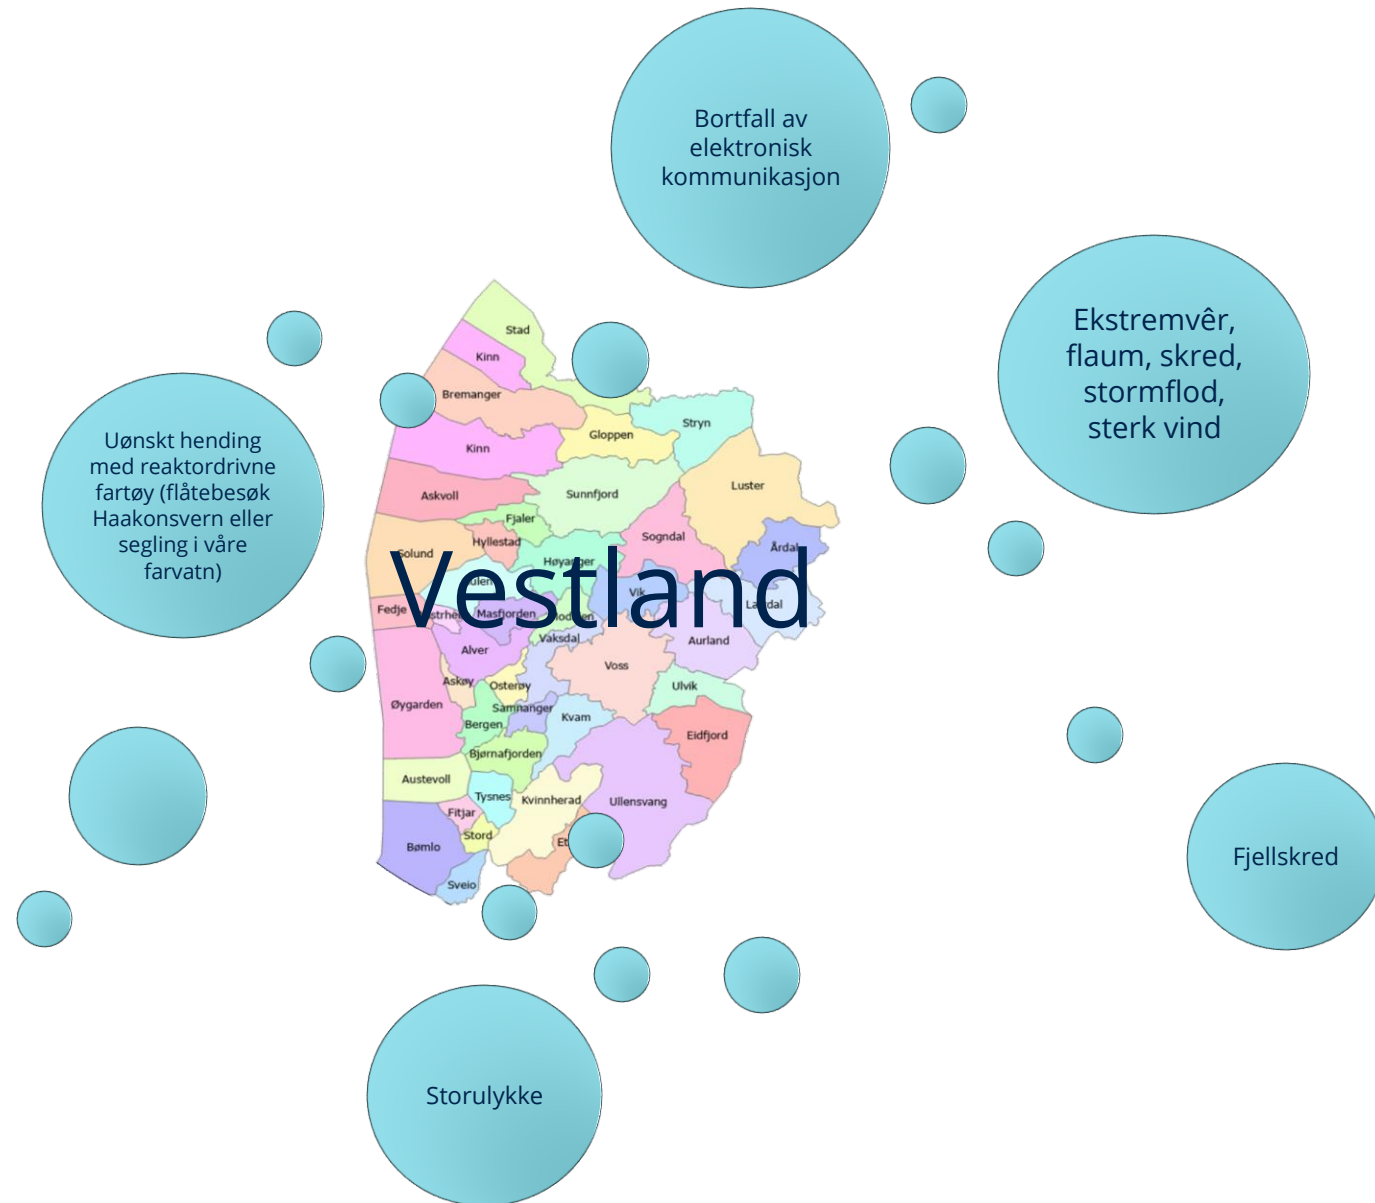 Bortfall av
elektronisk
kommunikasjon
Ekstremvêr,
flaum, skred,
stormflod,
sterk vind
Uønskt hending
med reaktordrivne
fartøy (flåtebesøk
Haakonsvern eller
segling i våre
farvatn)
Stad
Kinn
Bremanger
Gloppen
Stryn
Kinn
Luster
Askvoll
Sunnfjord
Fjaler
Hyllestad
Sogndal
Årdal
Solund
Høyanger
Vestland
Vik
Fedje
Masfjorden
Vaksdal
Aurland
Alver
Voss
Askøy
Osterøy
Ulvik
Øygarden
Samnanger
Kvam
Bergen
Eidfjord
Bjørnafjorden
Austevoll
Tysnes
Kvinnherad
Ullensvang
Fitjar
Stord
Bømlo
Sveio
Fjellskred
Storulykke